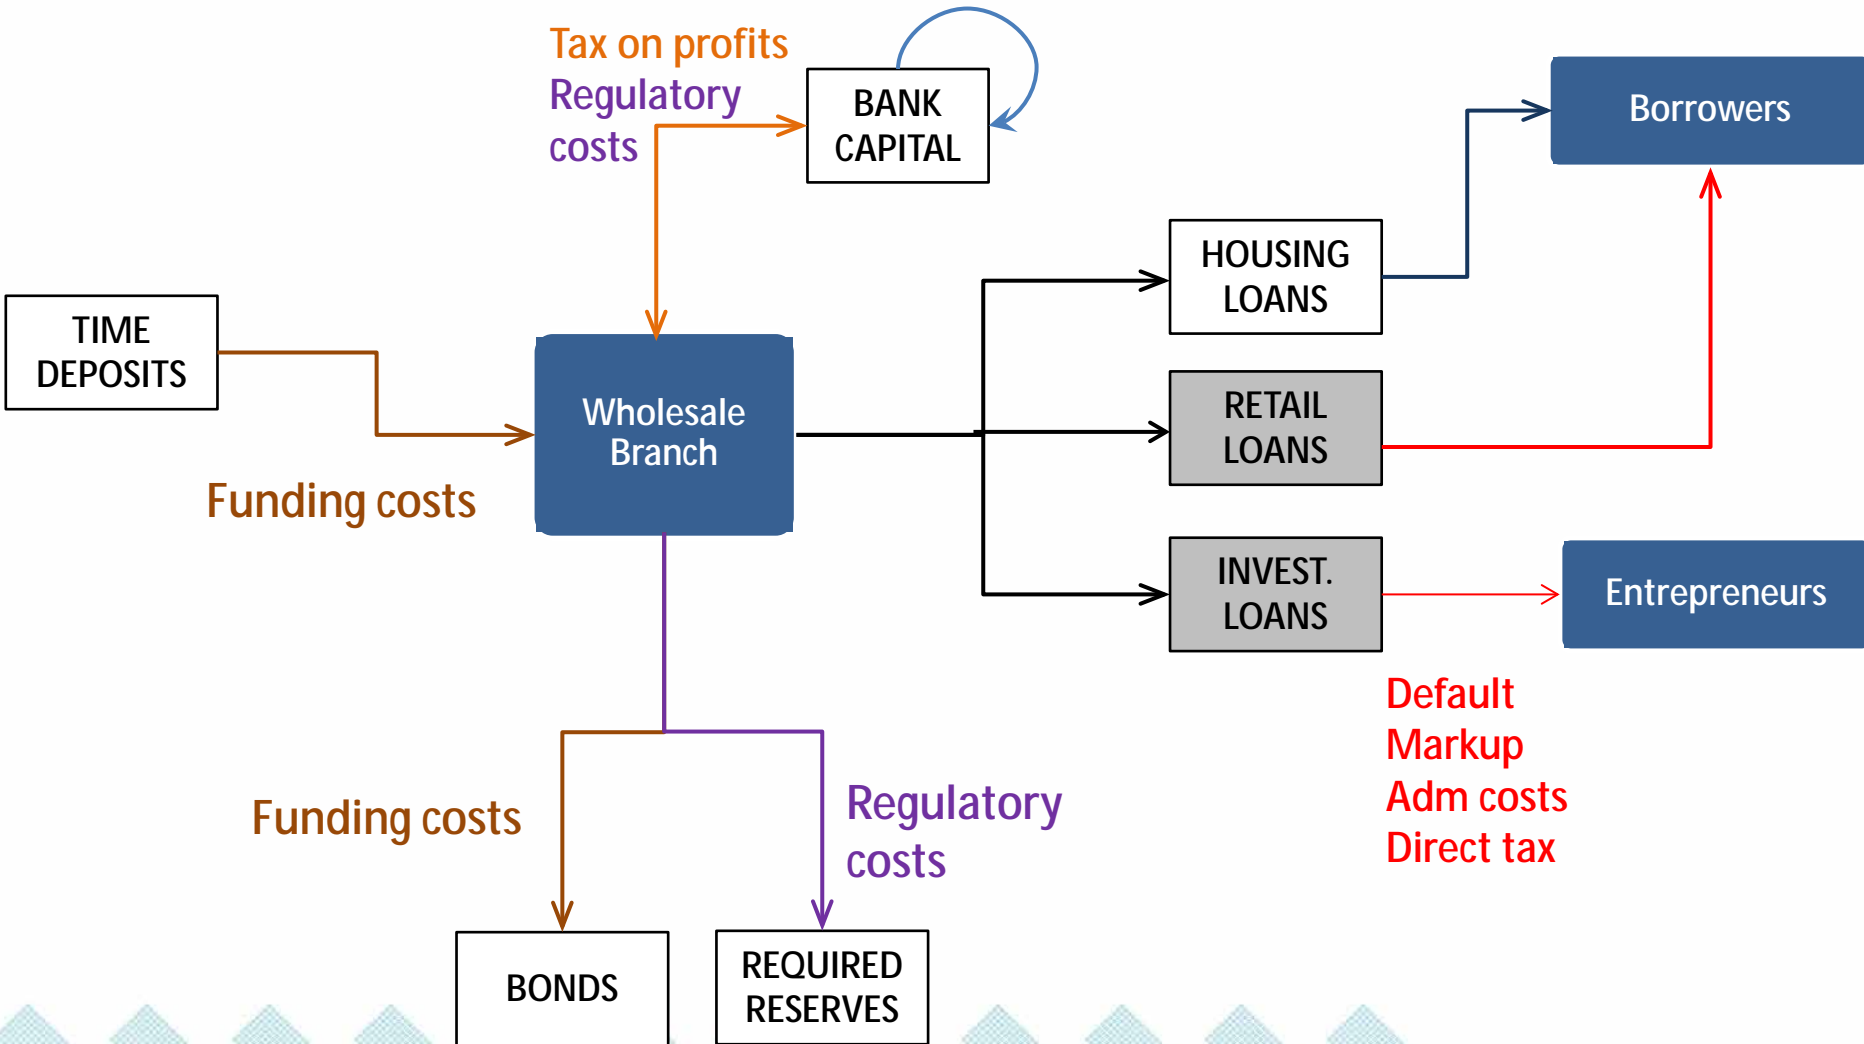 Tax on profits
Regulatory
costs
BANK
CAPITAL
Borrowers
HOUSING
LOANS
TIME
DEPOSITS
Wholesale
Branch
RETAIL
LOANS
Funding costs
INVEST.
LOANS
Entrepreneurs
Default
Markup
Adm costs
Direct tax
Funding costs
Regulatory
costs
BONDS
REQUIRED
RESERVES